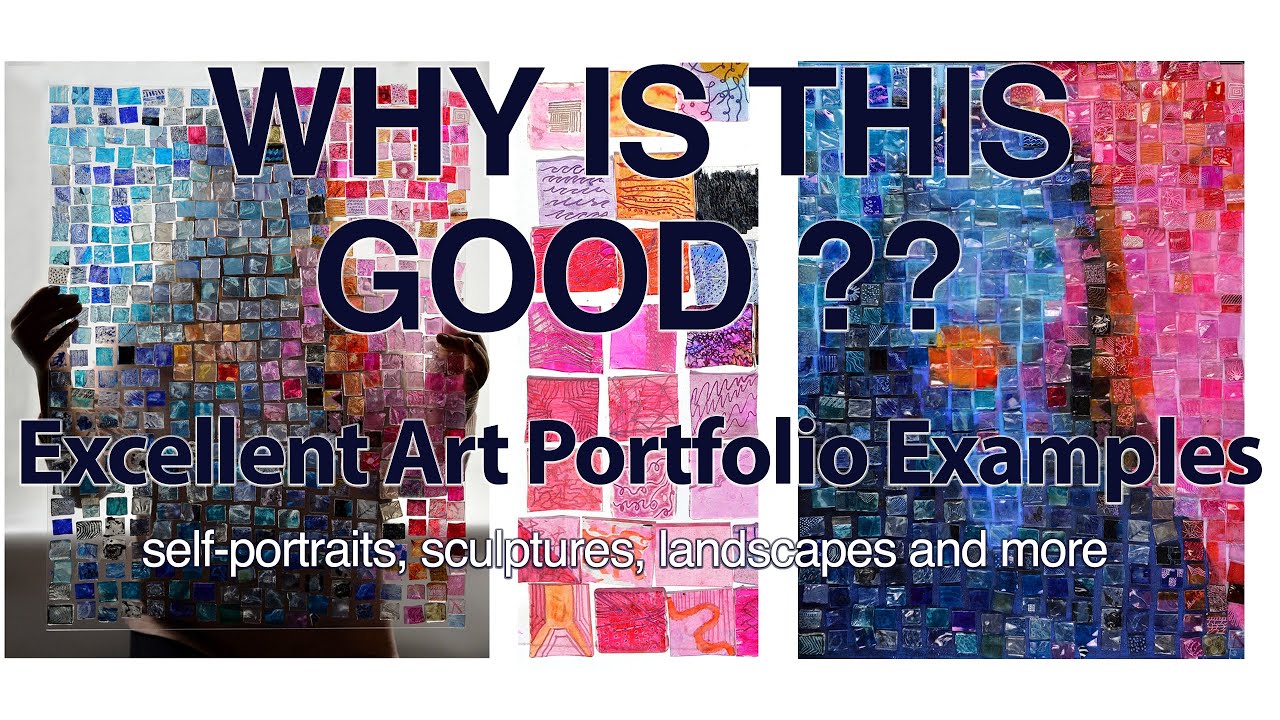 WHY IS THIS
GOOD ??
Excellent Art Portfolio Examples
self-portraits, sculptures, landscapes and more